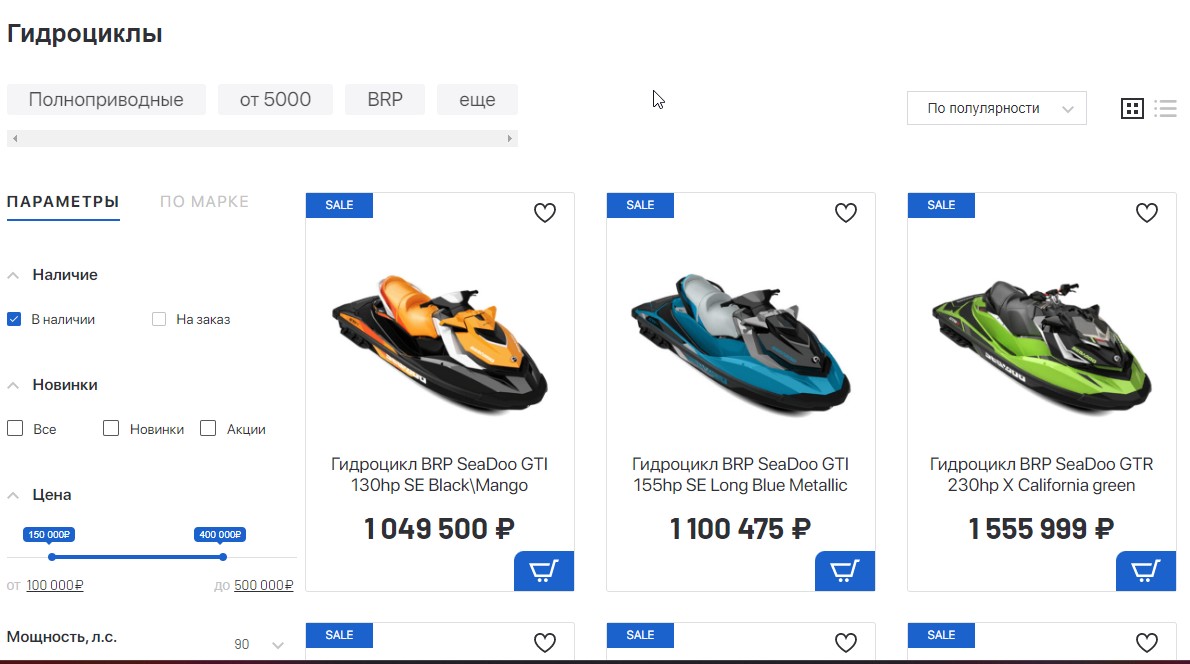 Гидроциклы
Полноприводные
от 5000
BRP
еще
По полулярности
ПАРАМЕТРЫ
ПО МАРКЕ
Наличие
В наличии
На заказ
Новинки
Все
Новинки
Акции
Цена
150 000₽
400 000₽
от 100 000₽
до 500 000₽
Мощность, л.с.
90
SALE
Гидроцикл BRP SeaDoo GTI
130hp SE Black\Mango
1 049 500 ₽
SALE
Гидроцикл BRP SeaDoo GTI
155hp SE Long Blue Metallic
1 100 475 ₽
SALE
Гидроцикл BRP SeaDoo GTR
230hp X California green
1 555 999 ₽
SALE
SALE
SALE